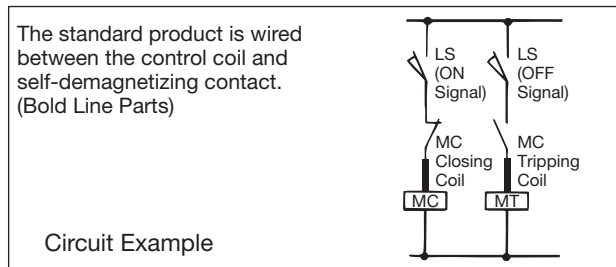 The standard product is wired
between the control coil and
self-demagnetizing contact.
(Bold Line Parts)
LS
(ON
Signal)
LS
(OFF
Signal)
MC
Closing
Coil
MC
Tripping
Coil
MC
MT
Circuit Example